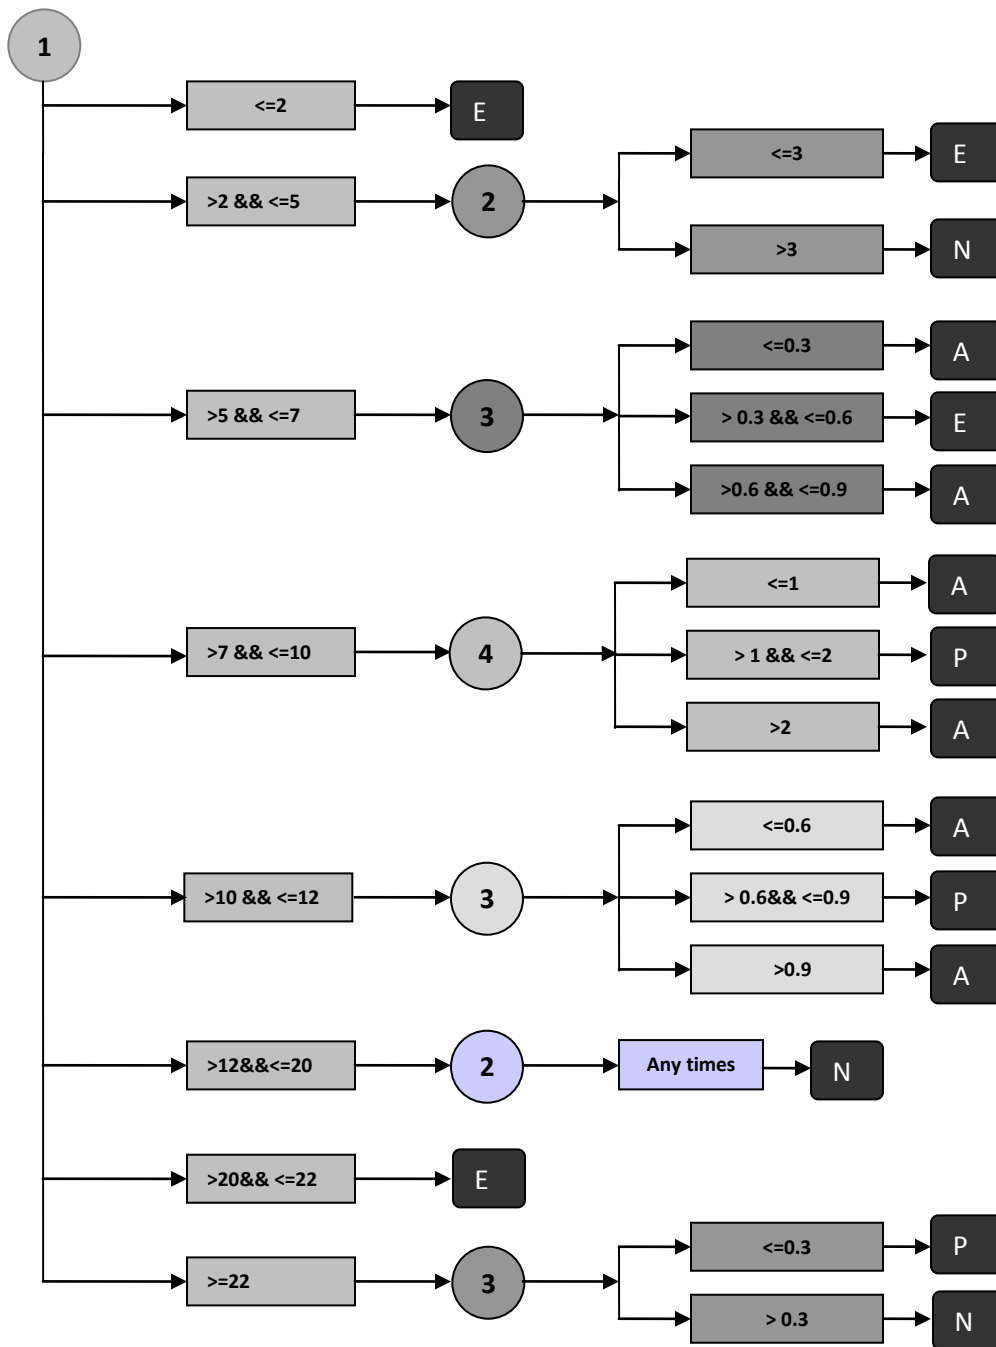 1
<=2
E
>2 && <=5
2
<=3
E
>3
N
>5 && <=7
3
<=0.3
A
> 0.3 && <=0.6
E
>0.6 && <=0.9
A
>7 && <=10
4
<=1
A
> 1 && <=2
P
>2
A
>10 && <=12
3
<=0.6
A
> 0.6&& <=0.9
P
>0.9
A
>12&&<=20
2
Any times
N
>20&& <=22
E
>=22
3
<=0.3
P
> 0.3
N